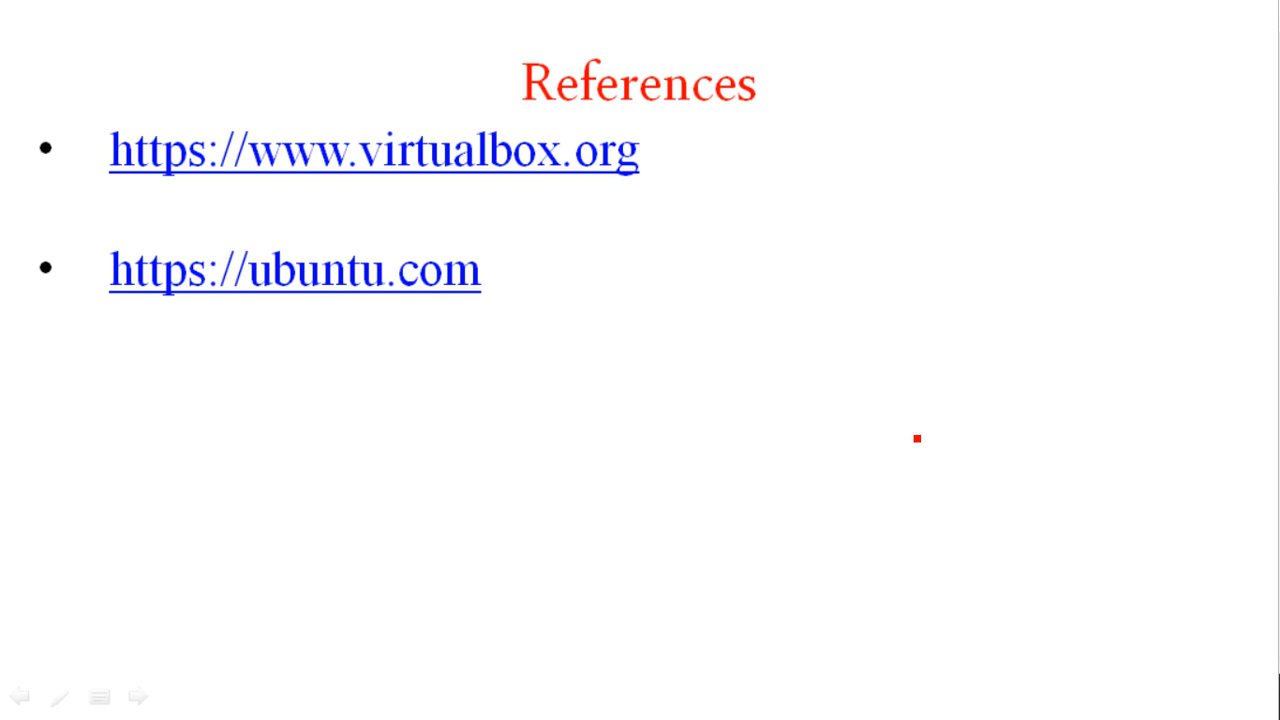 References
• https://www.virtualbox.org
• https://ubuntu.com